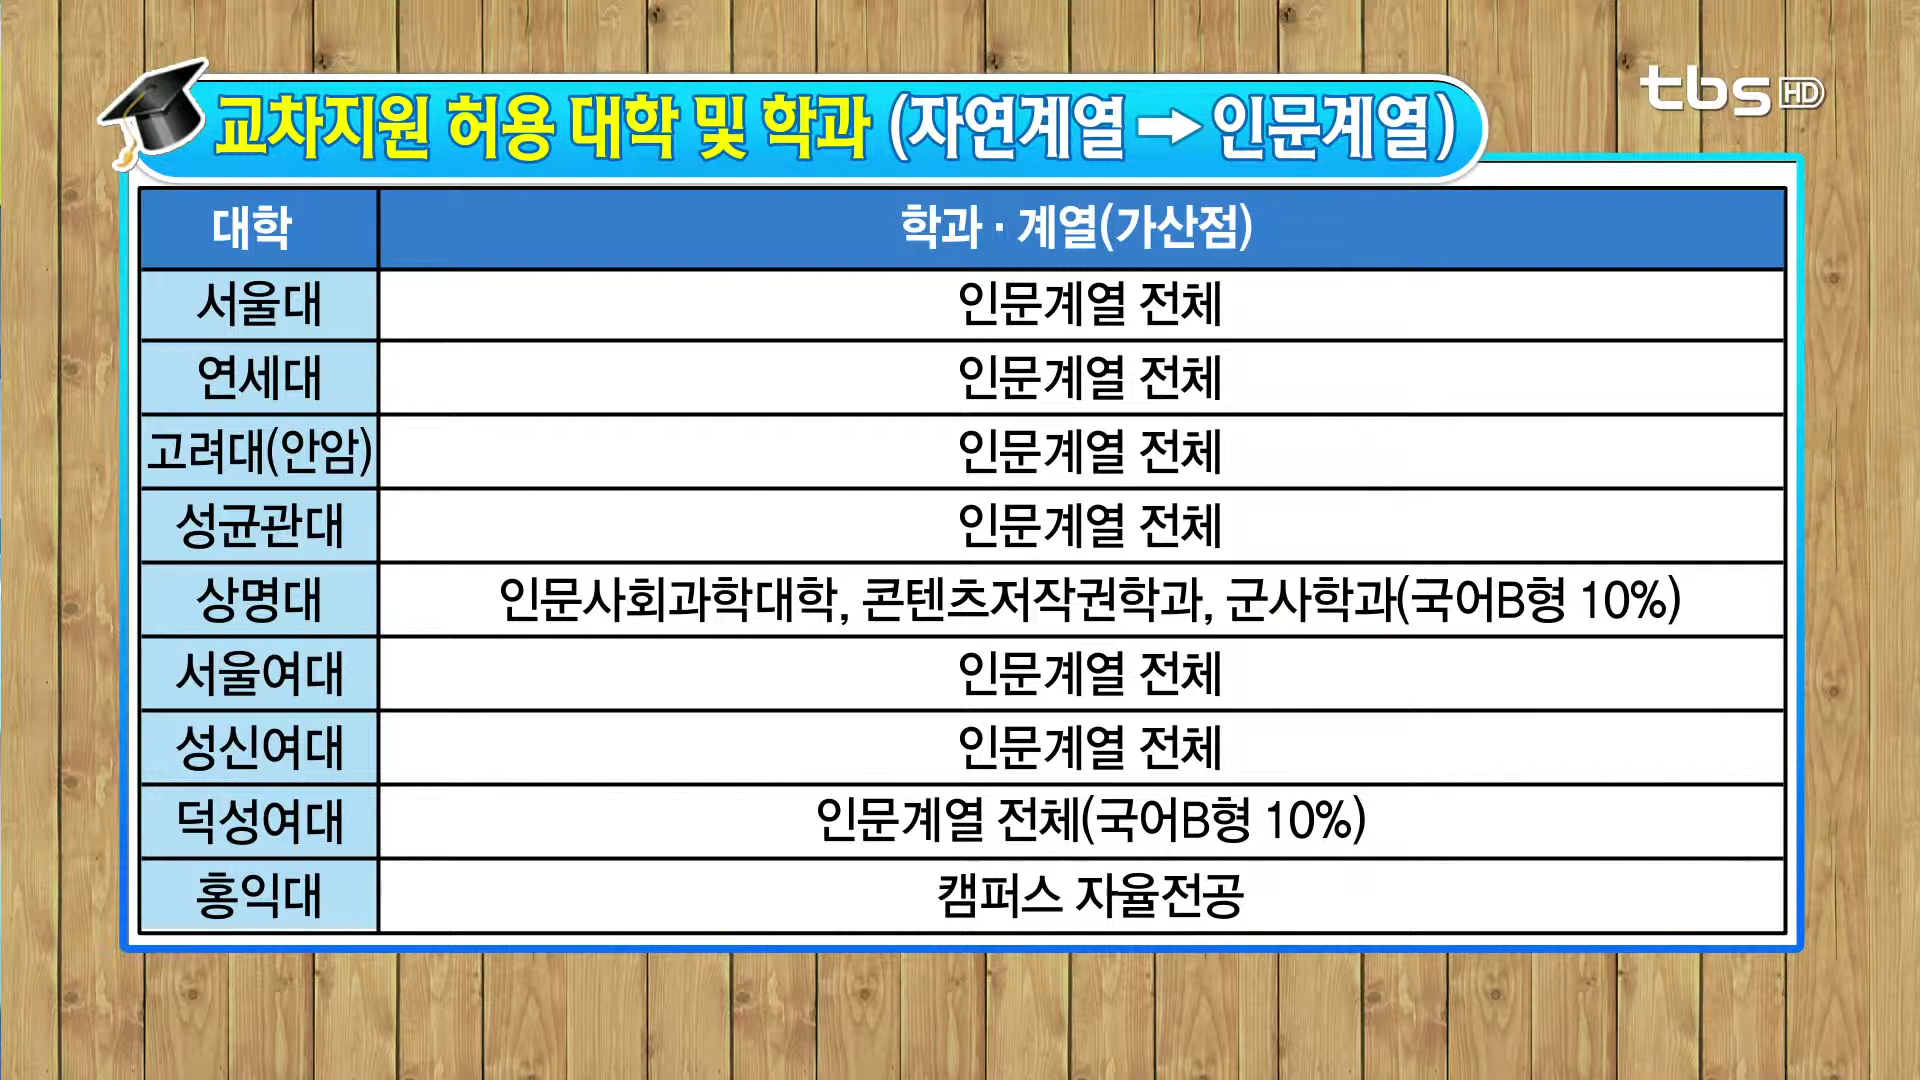 교차지원 허용 대학 및 학과 (자연계열 → 인문계열)
tbs HD
대학 학과 · 계열(가산점)
서울대 인문계열 전체
연세대 인문계열 전체
고려대(안암) 인문계열 전체
성균관대 인문계열 전체
상명대 인문사회과학대학, 콘텐츠저작권학과, 군사학과(국어B형 10%)
서울여대 인문계열 전체
성신여대 인문계열 전체
덕성여대 인문계열 전체(국어B형 10%)
홍익대 캠퍼스 자율전공